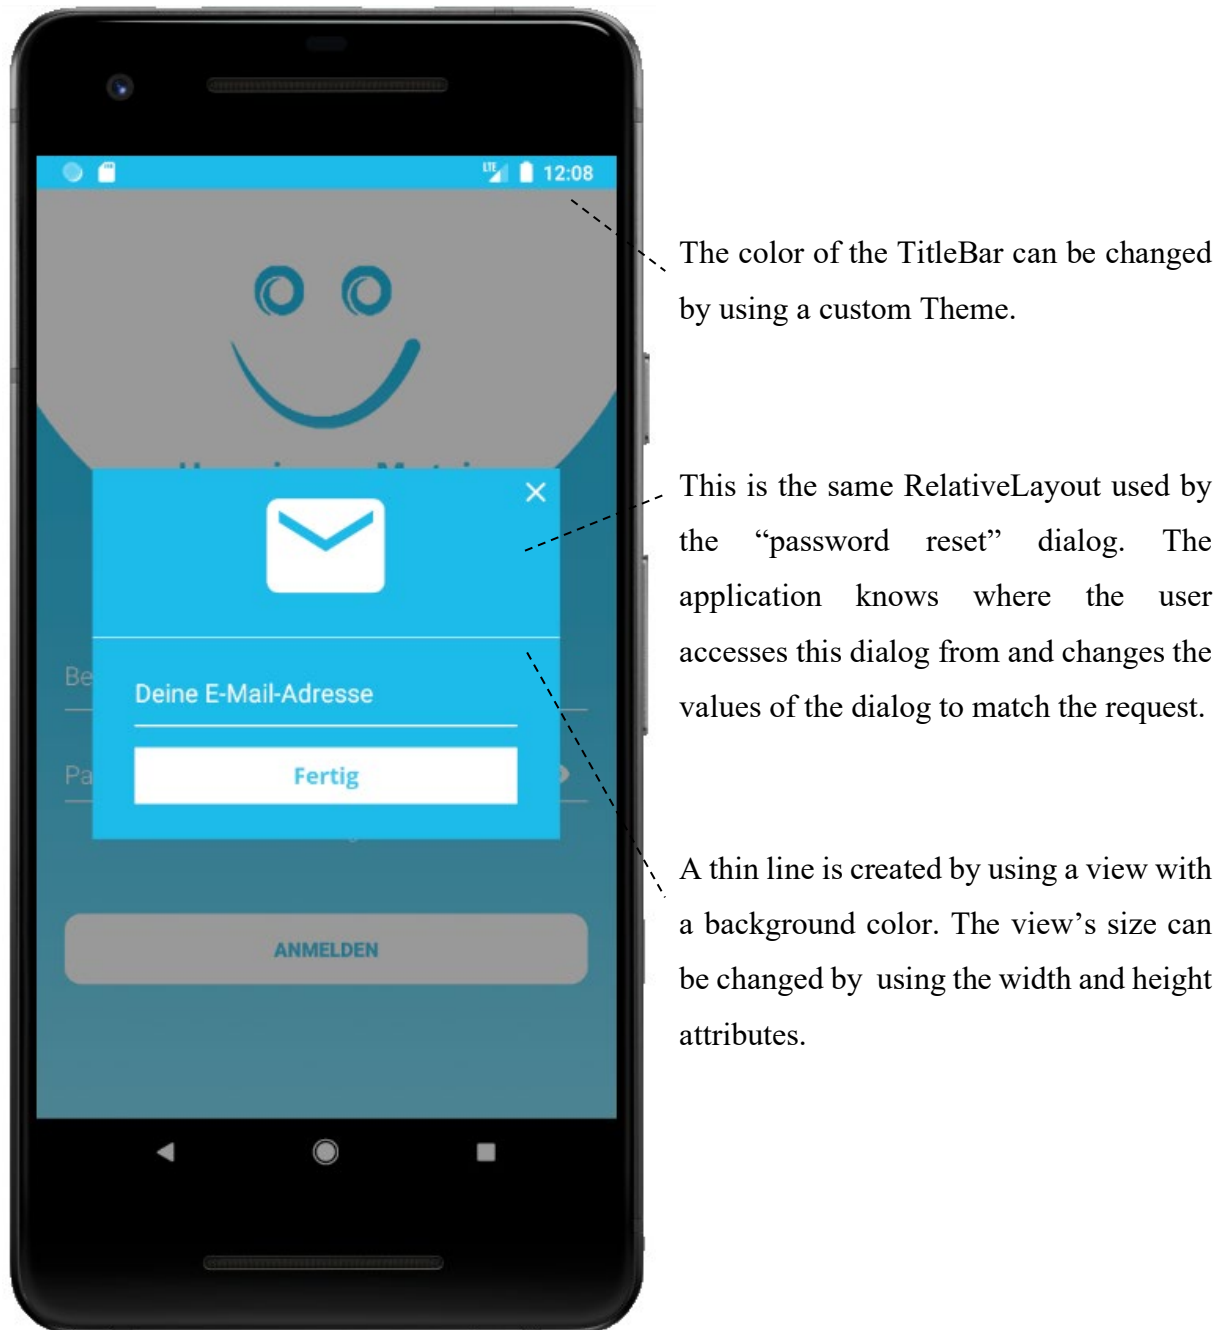 LTE 12:08
The color of the TitleBar can be changed
by using a custom Theme.
This is the same RelativeLayout used by
the “password reset” dialog. The
application knows where the user
accesses this dialog from and changes the
values of the dialog to match the request.
Deine E-Mail-Adresse
Fertig
A thin line is created by using a view with
a background color. The view’s size can
be changed by using the width and height
attributes.
ANMELDEN